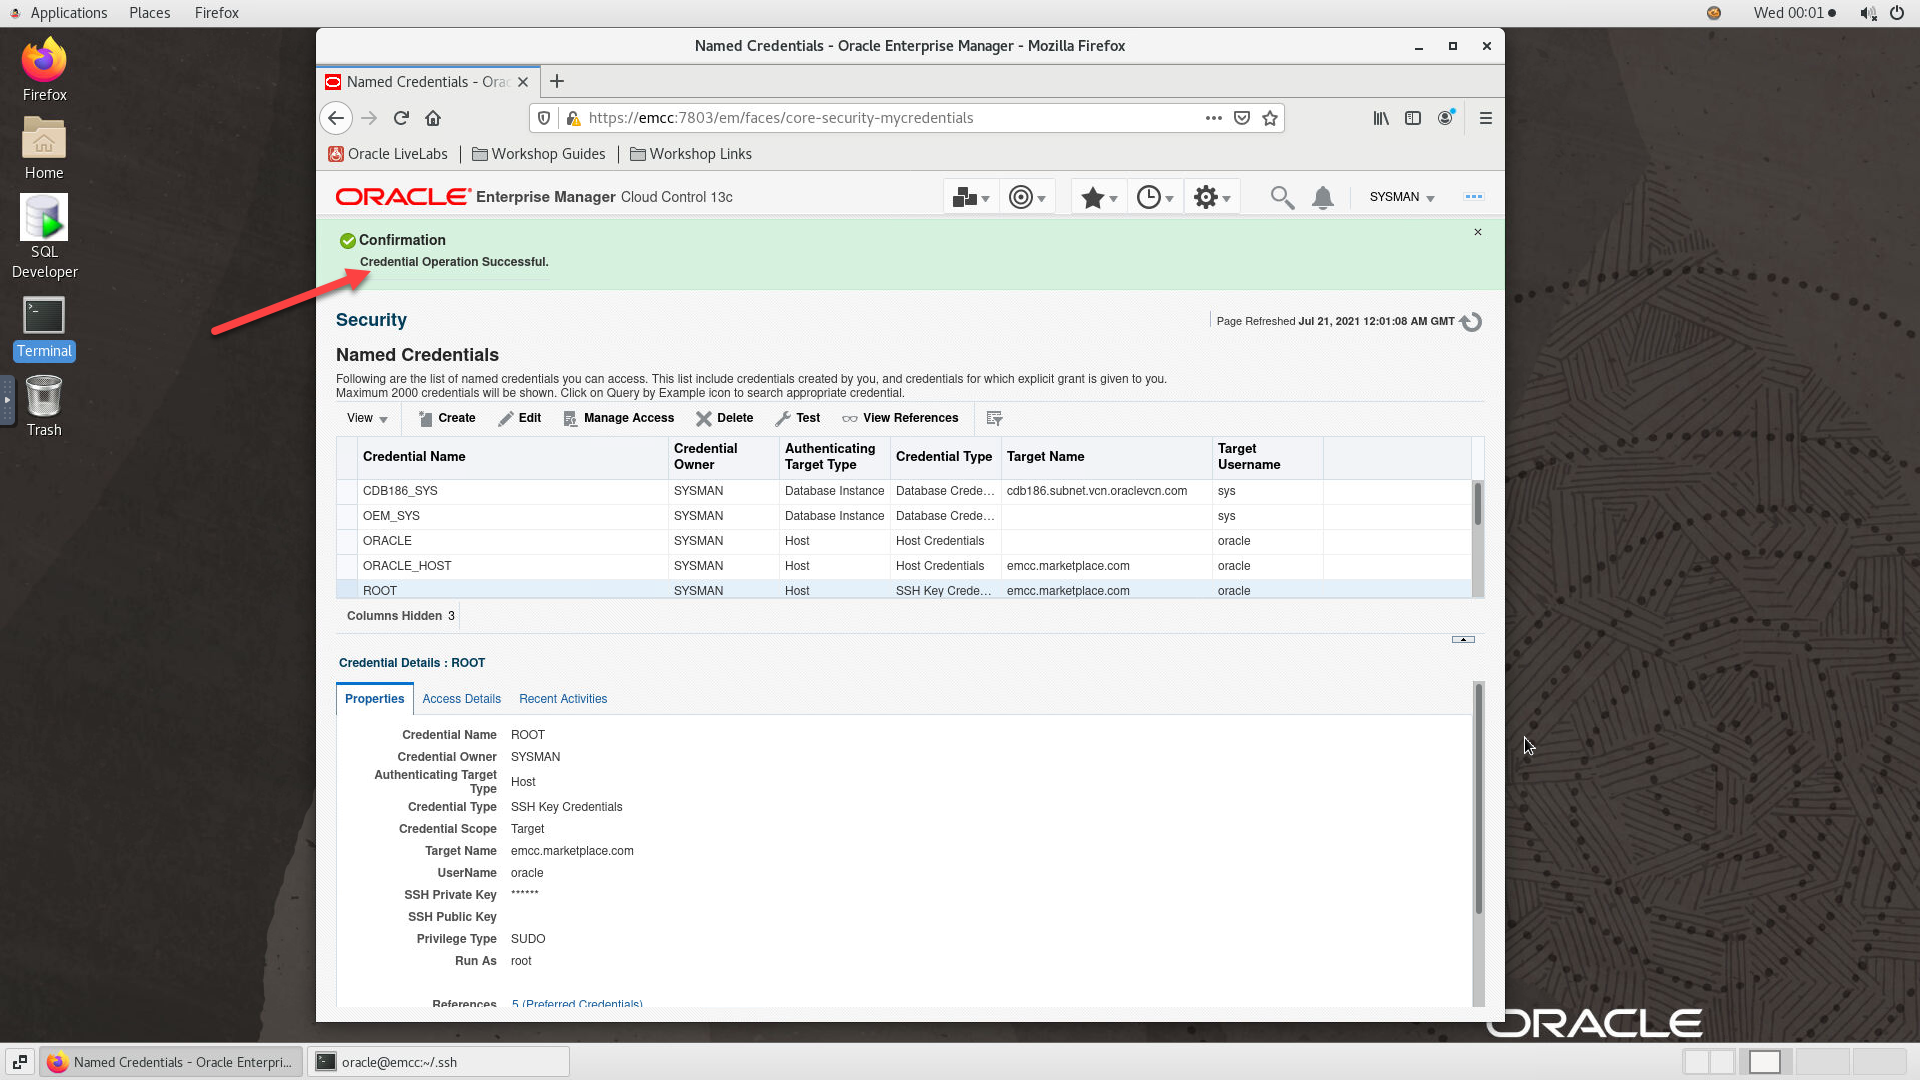 Applications Places Firefox
Wed 00:01
Firefox
Home
SQL
Developer
Terminal
Trash
Named Credentials - Oracle Enterprise Manager - Mozilla Firefox
Named Credentials - Orac
https://emcc:7803/em/faces/core-security-mycredentials
Oracle LiveLabs Workshop Guides Workshop Links
ORACLE Enterprise Manager Cloud Control 13c
SYSMAN
Confirmation
Credential Operation Successful.
Security
Page Refreshed Jul 21, 2021 12:01:08 AM GMT
Named Credentials
Following are the list of named credentials you can access. This list include credentials created by you, and credentials for which explicit grant is given to you.
Maximum 2000 credentials will be shown. Click on Query by Example icon to search appropriate credential.
View Create Edit Manage Access Delete Test View References
Credential Name Credential Owner Authenticating Target Type Credential Type Target Name Target Username
CDB186_SYS SYSMAN Database Instance Database Crede... cdb186.subnet.vcn.oraclevcn.com sys
OEM_SYS SYSMAN Database Instance Database Crede... sys
ORACLE SYSMAN Host Host Credentials oracle
ORACLE_HOST SYSMAN Host Host Credentials emcc.marketplace.com oracle
ROOT SYSMAN Host SSH Key Crede... emcc.marketplace.com oracle
Columns Hidden 3
Credential Details : ROOT
Properties Access Details Recent Activities
Credential Name ROOT
Credential Owner SYSMAN
Authenticating Target Type Host
Credential Type SSH Key Credentials
Credential Scope Target
Target Name emcc.marketplace.com
UserName oracle
SSH Private Key ******
SSH Public Key
Privilege Type SUDO
Run As root
References 5 (Preferred Credentials)
ORACLE
Named Credentials - Oracle Enterpri...
oracle@emcc:~/.ssh